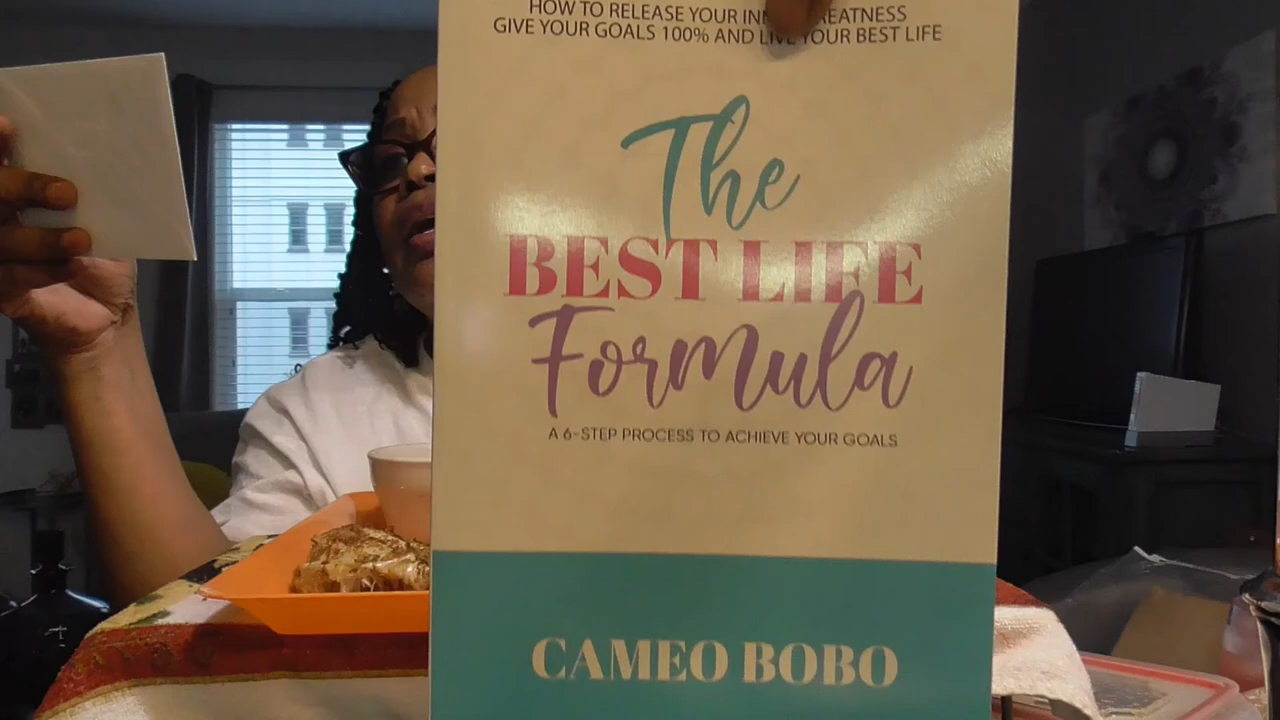 HOW TO RELEASE YOUR GREATNESS
GIVE YOUR GOALS 100% AND LIVE YOUR BEST LIFE
The
BEST LIFE
Formula
A 6-STEP PROCESS TO ACHIEVE YOUR GOALS
CAMEO BOBO